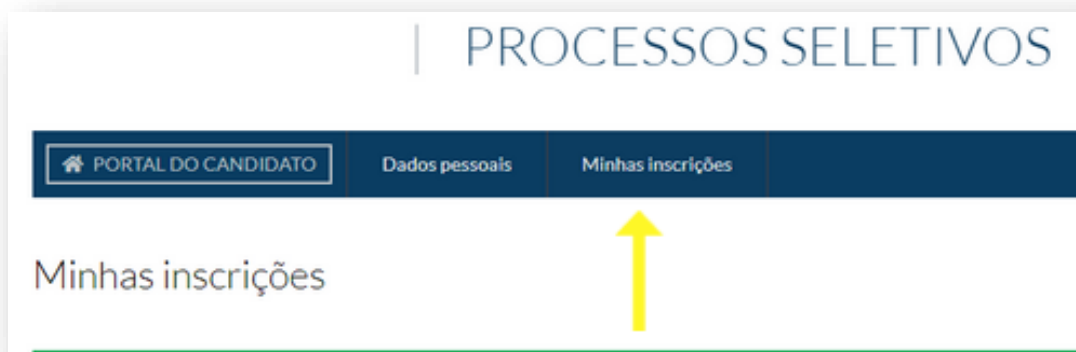 PROCESSOS SELETIVOS
PORTAL DO CANDIDATO Dados pessoais Minhas inscrições
Minhas inscrições